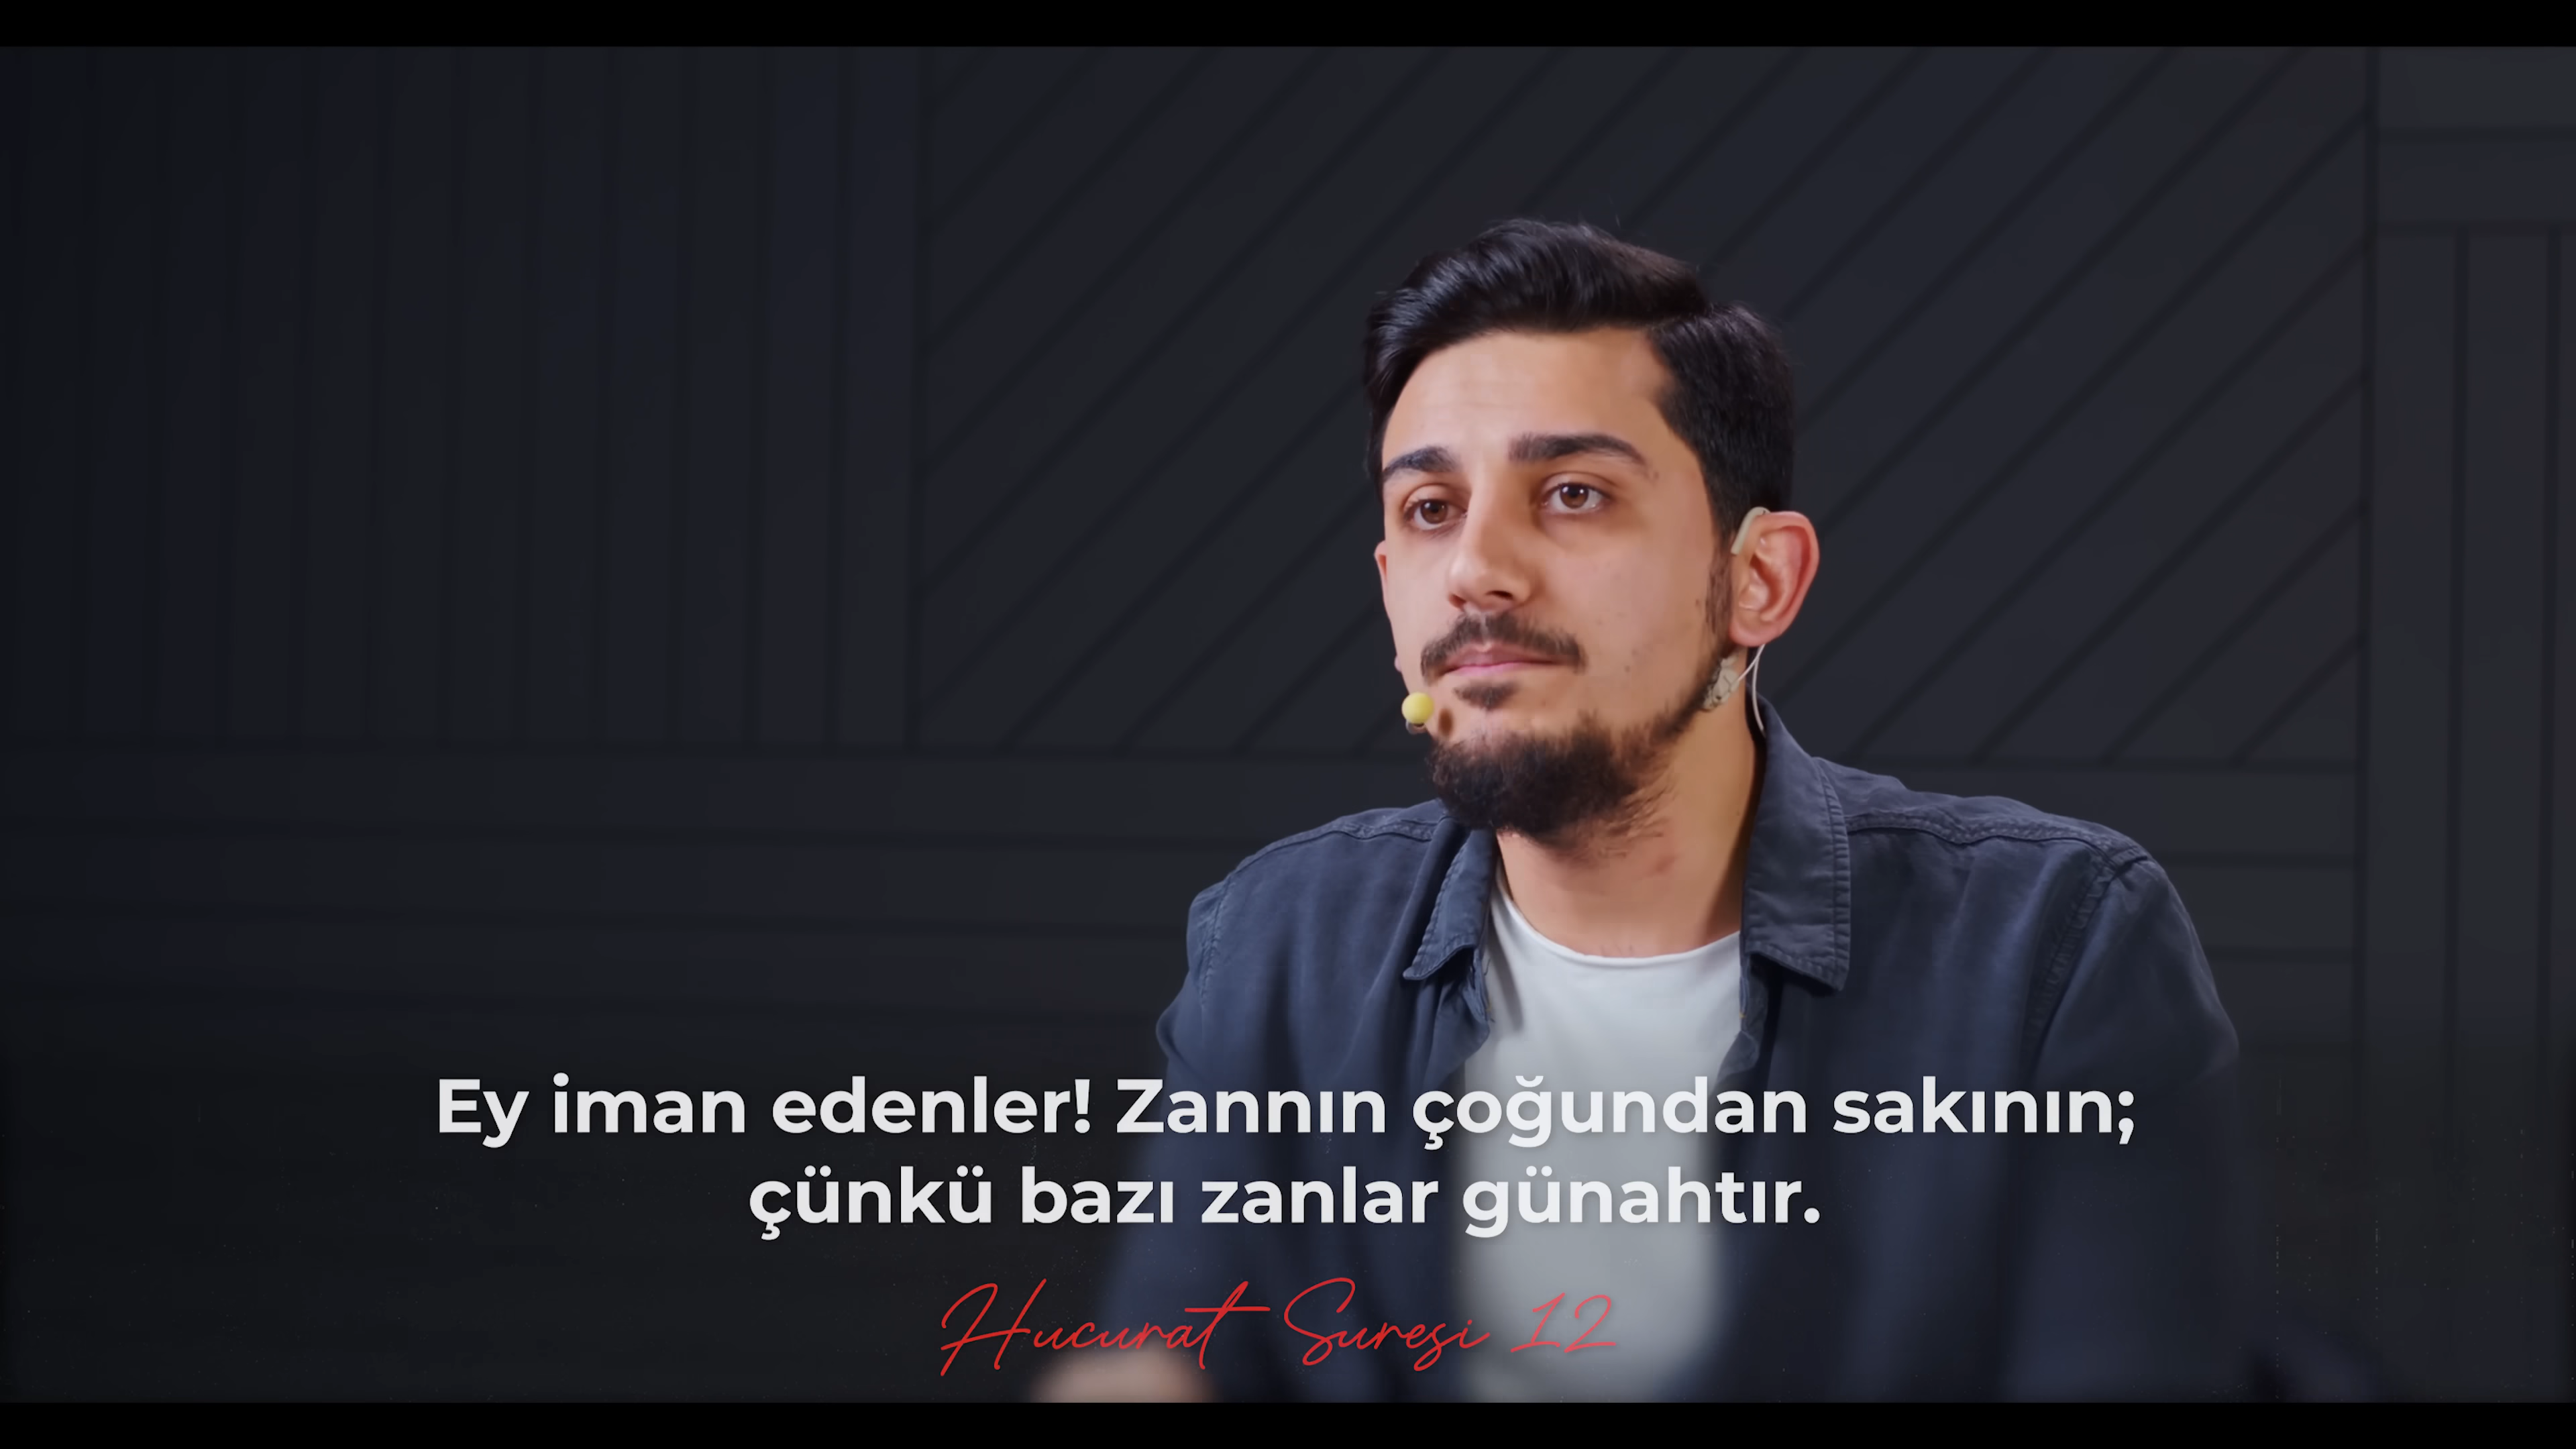 Ey iman edenler! Zannın çoğundan sakının;
çünkü bazı zanlar günahtır.
Hucurat Suresi 12